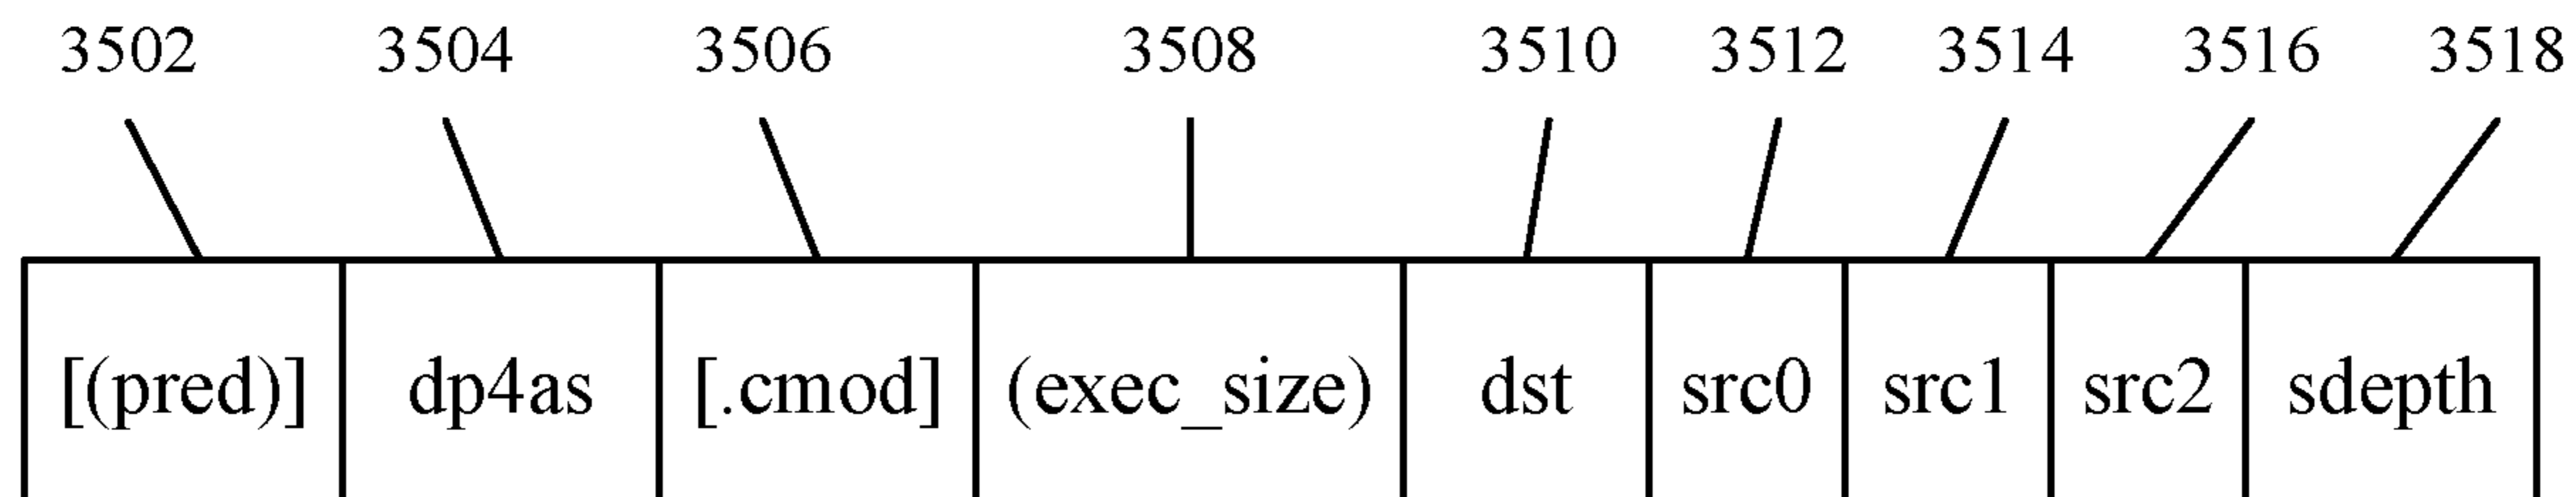 3502 3504 3506 3508 3510 3512 3514 3516 3518
[(pred)] dp4as [.cmod] (exec_size) dst src0 src1 src2 sdepth